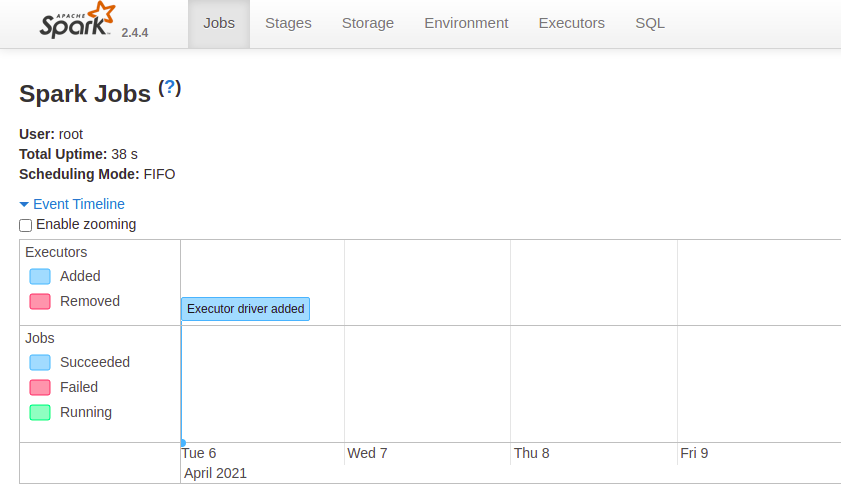 APACHE
Spark 2.4.4 Jobs Stages Storage Environment Executors SQL
Spark Jobs (?)
User: root
Total Uptime: 38 s
Scheduling Mode: FIFO
Event Timeline
Enable zooming
Executors
Added
Removed
Executor driver added
Jobs
Succeeded
Failed
Running
Tue 6 Wed 7 Thu 8 Fri 9
April 2021